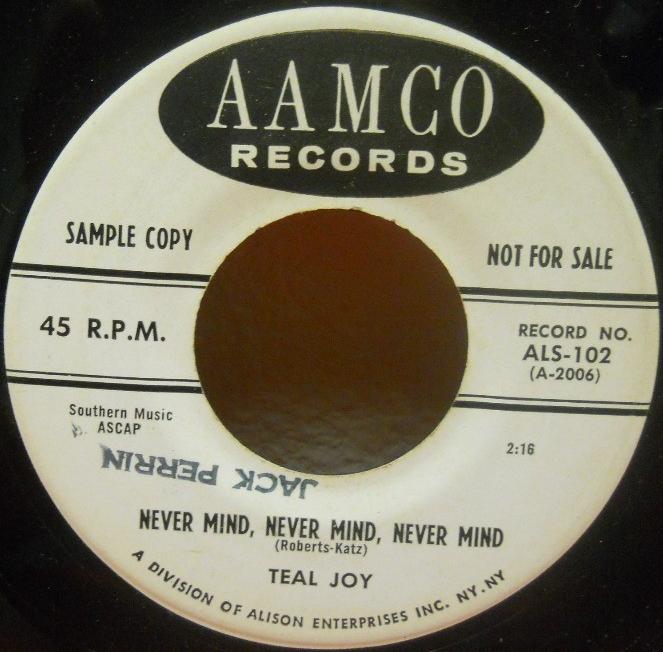 AAMCO
RECORDS
SAMPLE COPY
NOT FOR SALE
45 R.P.M.
RECORD NO.
ALS-102
(A-2006)
Southern Music
ASCAP
2:16
JACK PERRIN
NEVER MIND, NEVER MIND, NEVER MIND
(Roberts-Katz)
TEAL JOY
A DIVISION OF ALISON ENTERPRISES INC. NY. NY